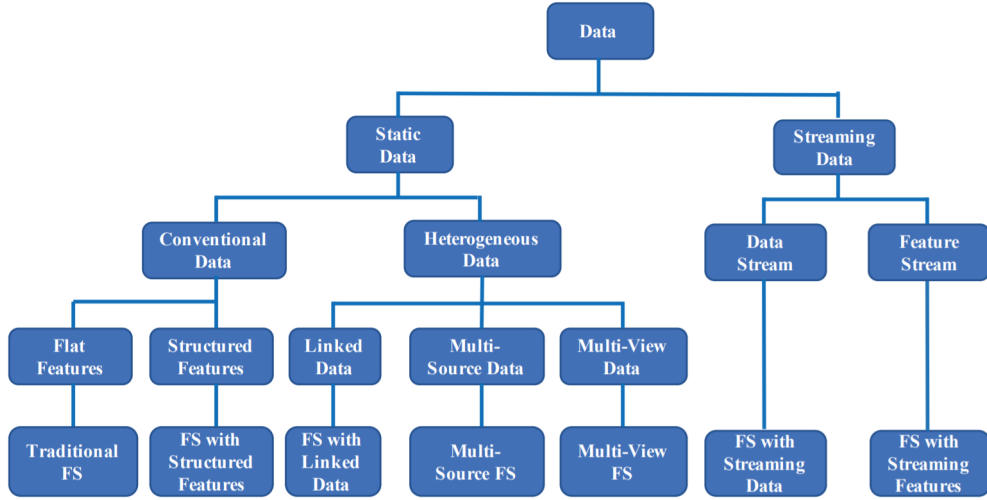 Data
Static
Data
Streaming
Data
Conventional
Data
Heterogeneous
Data
Data
Stream
Feature
Stream
Flat
Features
Structured
Features
Linked
Data
Multi-
Source Data
Multi-View
Data
Traditional
FS
FS with
Structured
Features
FS with
Linked Data
Multi-
Source FS
Multi-View
FS
FS with
Streaming
Data
FS with
Streaming
Features